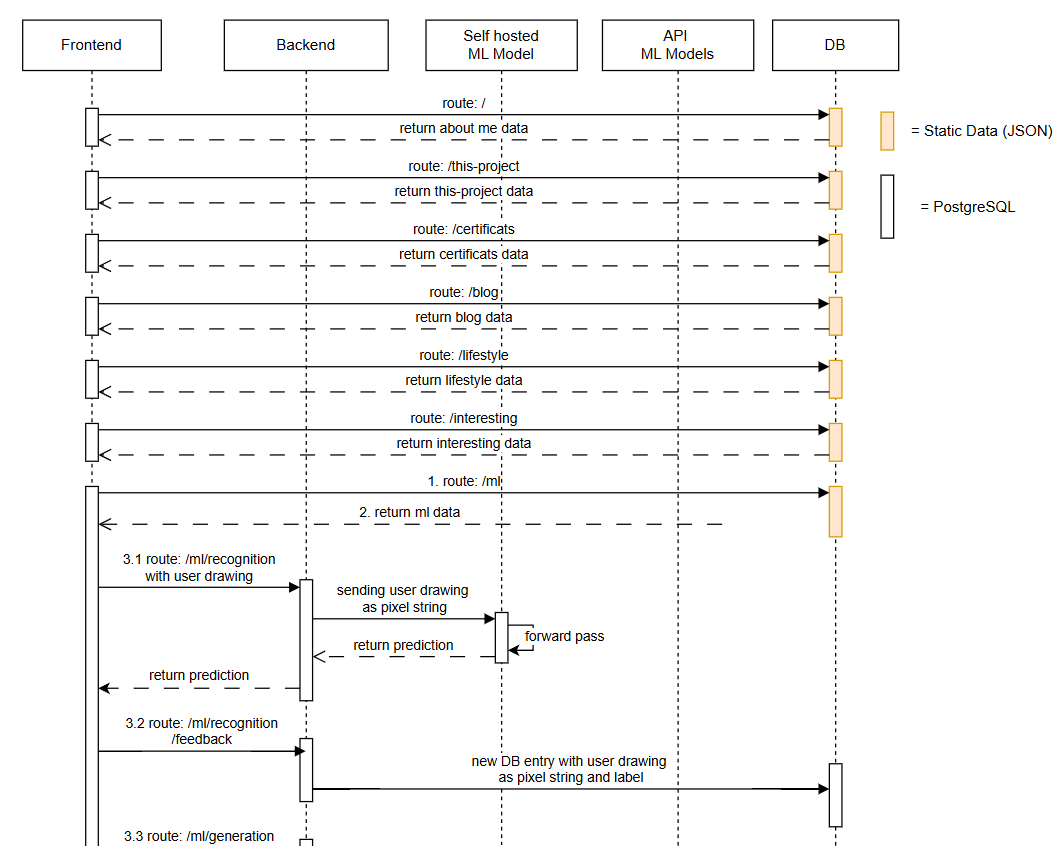 Frontend
Backend
Self hosted
ML Model
API
ML Models
DB
route: /
return about me data
= Static Data (JSON)
route: /this-project
return this-project data
= PostgreSQL
route: /certificats
return certificats data
route: /blog
return blog data
route: /lifestyle
return lifestyle data
route: /interesting
return interesting data
1. route: /ml
2. return ml data
3.1 route: /ml/recognition
with user drawing
sending user drawing
as pixel string
forward pass
return prediction
return prediction
3.2 route: /ml/recognition
/feedback
new DB entry with user drawing
as pixel string and label
3.3 route: /ml/generation